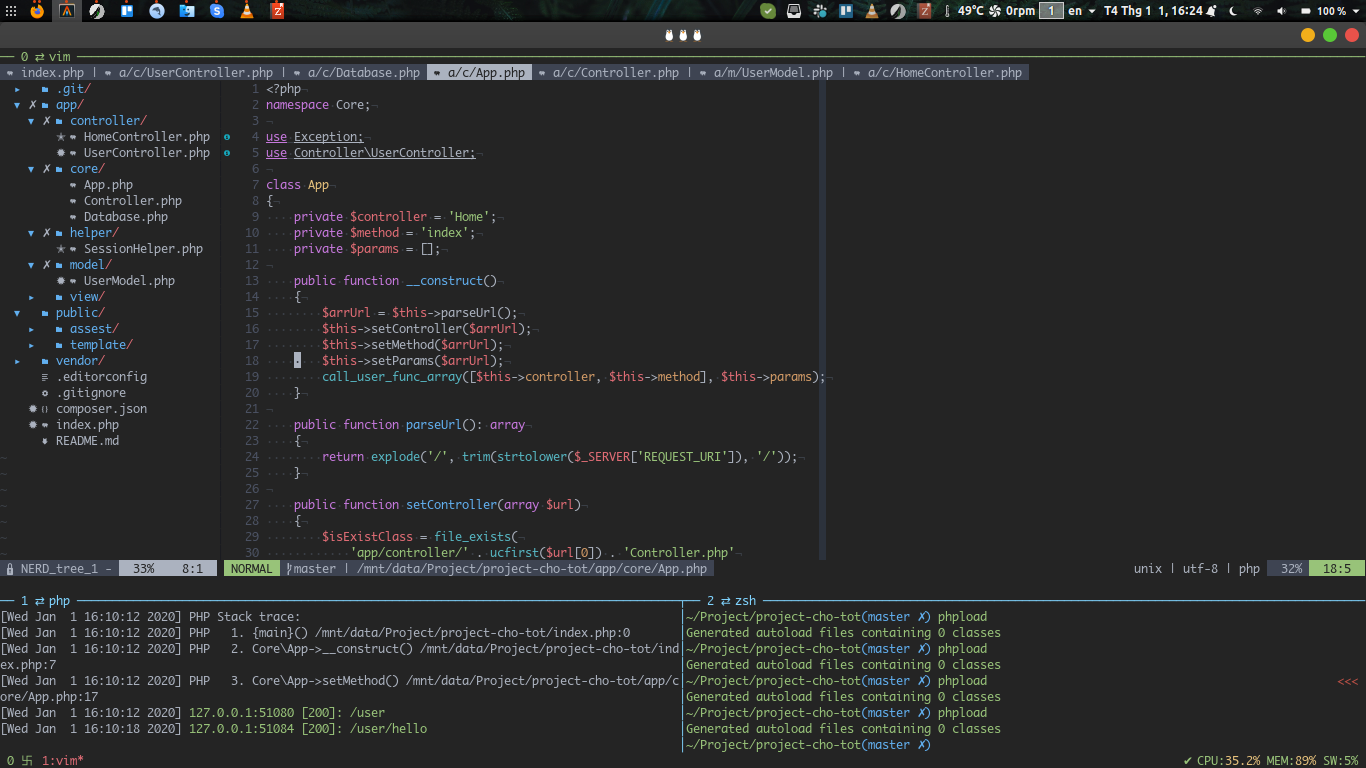 49℃ 0rpm 1 en T4 Thg 1 1, 16:24 100 %
0 ⇄ vim
index.php | a/c/UserController.php | a/c/Database.php a/c/App.php a/c/Controller.php | a/m/UserModel.php | a/c/HomeController.php
.git/
app/
controller/
HomeController.php
UserController.php
core/
App.php
Controller.php
Database.php
helper/
SessionHelper.php
model/
UserModel.php
view/
public/
assest/
template/
vendor/
.editorconfig
.gitignore
composer.json
index.php
README.md
1 <?php
2 namespace Core;
3
4 use Exception;
5 use Controller\UserController;
6
7 class App
8 {
9 private $controller = 'Home';
10 private $method = 'index';
11 private $params = [];
12
13 public function __construct()
14 {
15 $arrUrl = $this->parseUrl();
16 $this->setController($arrUrl);
17 $this->setMethod($arrUrl);
18 $this->setParams($arrUrl);
19 call_user_func_array([$this->controller, $this->method], $this->params);
20 }
21
22 public function parseUrl(): array
23 {
24 return explode('/', trim(strtolower($_SERVER['REQUEST_URI']), '/'));
25 }
26
27 public function setController(array $url)
28 {
29 $isExistClass = file_exists(
30 'app/controller/' . ucfirst($url[0]) . 'Controller.php'
NERD_tree_1 - 33% 8:1 NORMAL master | /mnt/data/Project/project-cho-tot/app/core/App.php unix | utf-8 | php 32% 18:5
1 ⇄ php
[Wed Jan  1 16:10:12 2020] PHP Stack trace:
[Wed Jan  1 16:10:12 2020] PHP   1. {main}() /mnt/data/Project/project-cho-tot/index.php:0
[Wed Jan  1 16:10:12 2020] PHP   2. Core\App->__construct() /mnt/data/Project/project-cho-tot/ind
ex.php:7
[Wed Jan  1 16:10:12 2020] PHP   3. Core\App->setMethod() /mnt/data/Project/project-cho-tot/app/c
ore/App.php:17
[Wed Jan  1 16:10:12 2020] 127.0.0.1:51080 [200]: /user
[Wed Jan  1 16:10:18 2020] 127.0.0.1:51084 [200]: /user/hello
2 ⇄ zsh
~/Project/project-cho-tot(master ✗) phpload
Generated autoload files containing 0 classes
~/Project/project-cho-tot(master ✗) phpload
Generated autoload files containing 0 classes
~/Project/project-cho-tot(master ✗) phpload <<<
Generated autoload files containing 0 classes
~/Project/project-cho-tot(master ✗) phpload
Generated autoload files containing 0 classes
~/Project/project-cho-tot(master ✗)
0 卐 1:vim* ✔ CPU:35.2% MEM:89% SW:5%